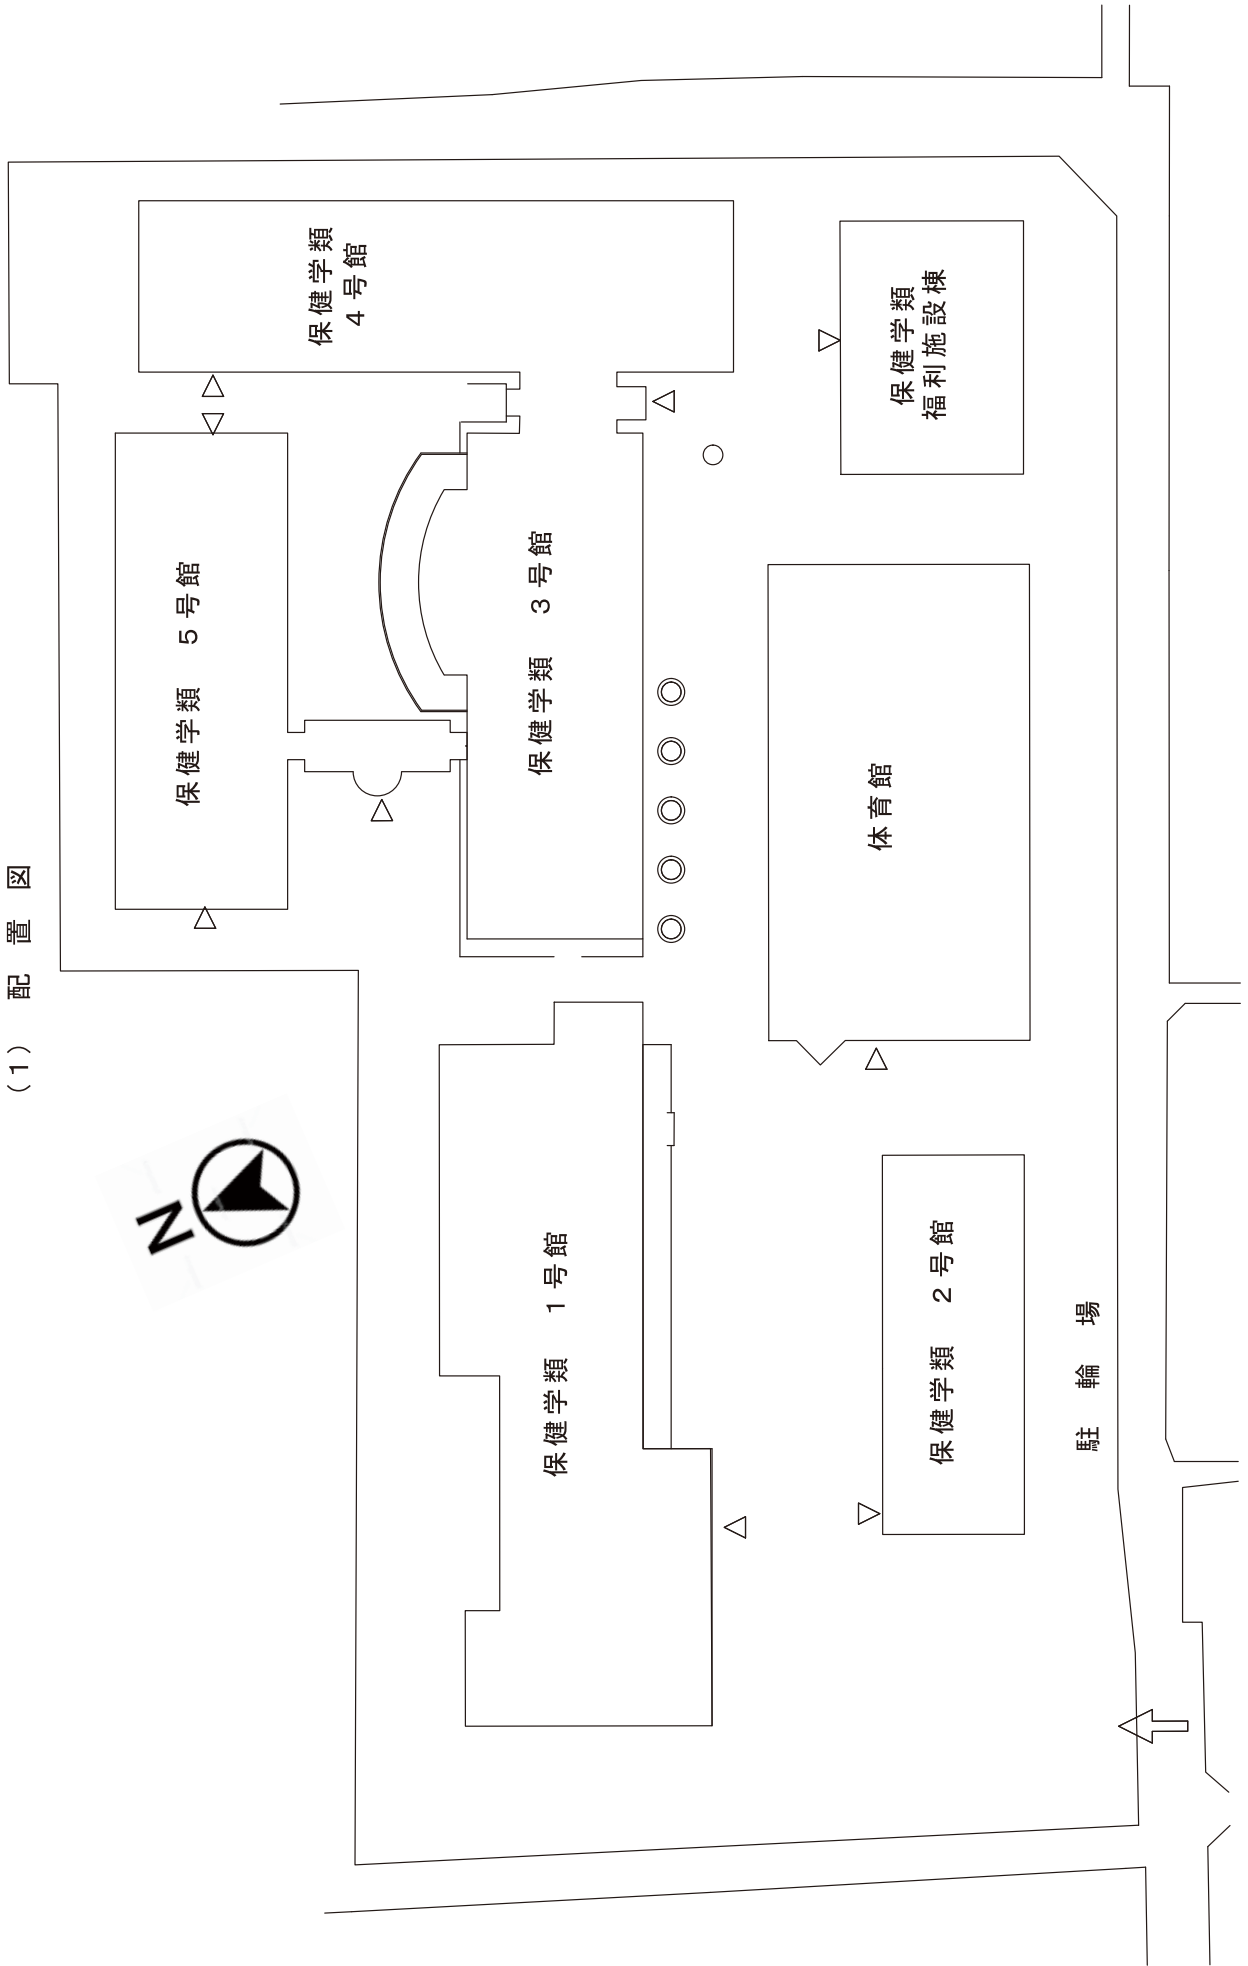 (１) 配 置 図
N
保健学類 ５号館
保健学類
４号館
保健学類 ３号館
保健学類
福利施設棟
体育館
保健学類 １号館
保健学類 ２号館
駐 輪 場